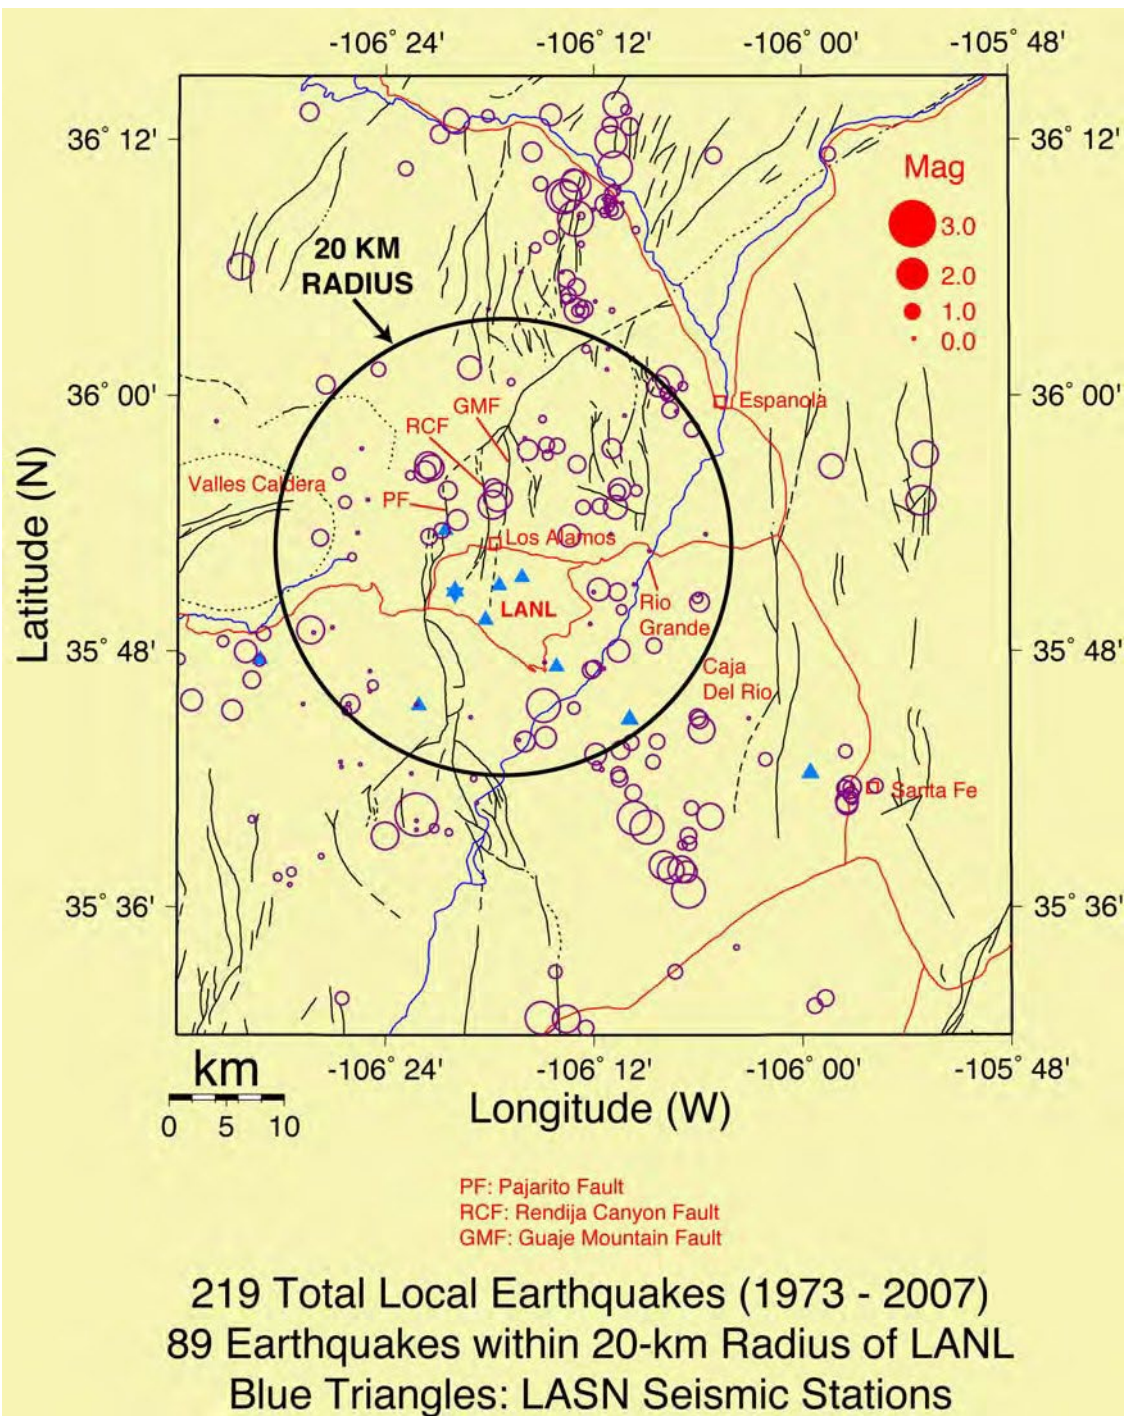 -106° 24'
-106° 12'
-106° 00'
-105° 48'
36° 12'
36° 12'
Mag
3.0
2.0
1.0
0.0
20 KM
RADIUS
36° 00'
36° 00'
Espanola
GMF
RCF
Valles Caldera
PF
Los Alamos
LANL
Rio
Grande
Latitude (N)
35° 48'
35° 48'
Caja
Del Rio
Santa Fe
35° 36'
35° 36'
km
0 5 10
-106° 24'
-106° 12'
-106° 00'
-105° 48'
Longitude (W)
PF: Pajarito Fault
RCF: Rendija Canyon Fault
GMF: Guaje Mountain Fault
219 Total Local Earthquakes (1973 - 2007)
89 Earthquakes within 20-km Radius of LANL
Blue Triangles: LASN Seismic Stations